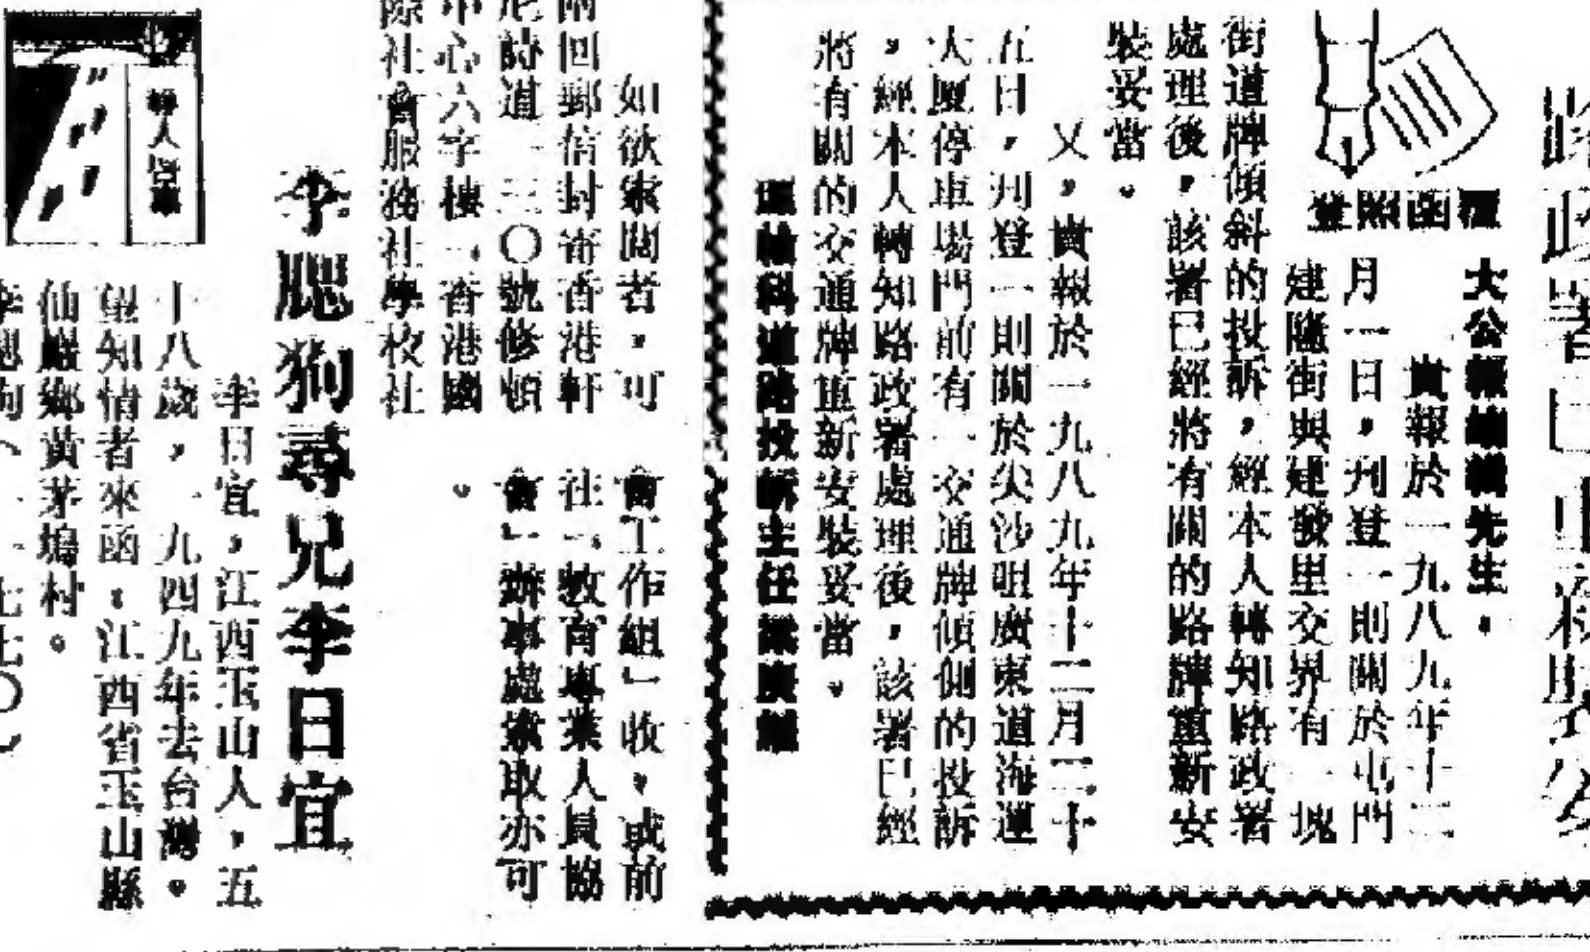 覆函照登
大公報編輯先生：
貴報於一九八九年十二
月一日，刊登一則關於屯門
建隆街與建發里交界有一塊
街道牌傾斜的投訴，經本人轉知路政署
處理後，該署已經將有關的路牌重新安
裝妥當。
又，貴報於一九八九年十二月二十
五日，刊登一則關於尖沙咀廣東道海運
大廈停車場門前有一交通牌傾側的投訴
，經本人轉知路政署處理後，該署已經
將有關的交通牌重新安裝妥當。
運輸科道路投訴主任
如欲索閱者，可
回郵信封寄香港軒
尼詩道一三〇號修頓
中心六字樓「香港國
際社會服務社學校社
會工作組」收，或前
往「教育專業人員協
會」辦事處索取亦可
。
李聰狗尋兄李日宜
李日宜，江西玉山人，五
十八歲，一九四九年去台灣。
望知情者來函：江西省玉山縣
仙巖鄉黃茅塢村。